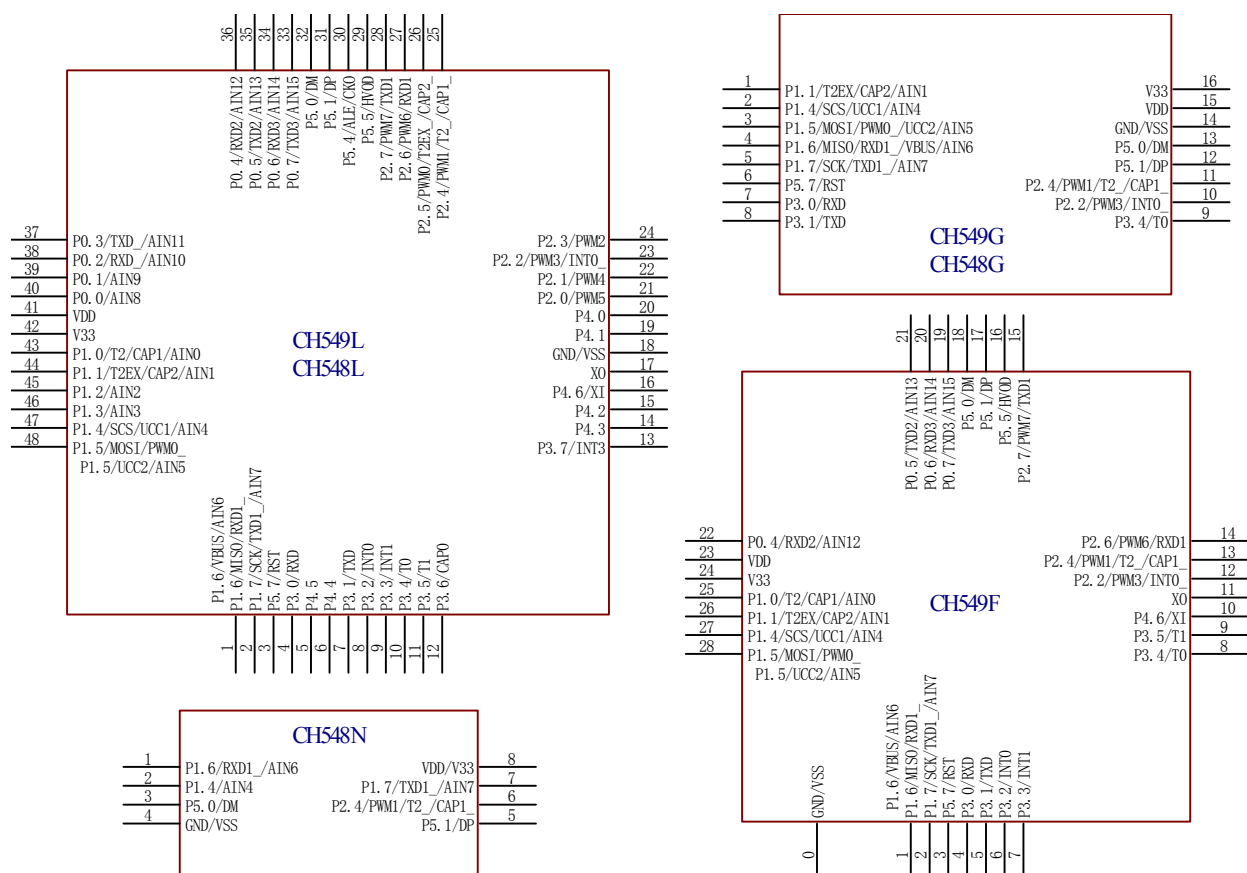 36 35 34 33 32 31 30 29 28 27 26 25
P0.4/RXD2/AIN12
P0.5/TXD2/AIN13
P0.6/RXD3/AIN14
P0.7/TXD3/AIN15
P5.0/DM
P5.1/DP
P5.4/ALE/CKO
P5.5/HVOD
P2.7/PWM7/TXD1
P2.6/PWM6/RXD1
P2.5/PWM0/T2EX_/CAP2_
P2.4/PWM1/T2_/CAP1_
37 P0.3/TXD_/AIN11
38 P0.2/RXD_/AIN10
39 P0.1/AIN9
40 P0.0/AIN8
41 VDD
42 V33
43 P1.0/T2/CAP1/AIN0
44 P1.1/T2EX/CAP2/AIN1
45 P1.2/AIN2
46 P1.3/AIN3
47 P1.4/SCS/UCC1/AIN4
48 P1.5/MOSI/PWM0_
P1.5/UCC2/AIN5
CH549L
CH548L
P2.3/PWM2 24
P2.2/PWM3/INT0_ 23
P2.1/PWM4 22
P2.0/PWM5 21
P4.0 20
P4.1 19
GND/VSS 18
XO 17
P4.6/XI 16
P4.2 15
P4.3 14
P3.7/INT3 13
P1.6/VBUS/AIN6
P1.6/MISO/RXD1_
P1.7/SCK/TXD1_/AIN7
P5.7/RST
P3.0/RXD
P4.5
P4.4
P3.1/TXD
P3.2/INT0
P3.3/INT1
P3.4/T0
P3.5/T1
P3.6/CAP0
1 2 3 4 5 6 7 8 9 10 11 12
CH548N
1 P1.6/RXD1_/AIN6
2 P1.4/AIN4
3 P5.0/DM
4 GND/VSS
VDD/V33 8
P1.7/TXD1_/AIN7 7
P2.4/PWM1/T2_/CAP1_ 6
P5.1/DP 5
1 P1.1/T2EX/CAP2/AIN1
2 P1.4/SCS/UCC1/AIN4
3 P1.5/MOSI/PWM0_/UCC2/AIN5
4 P1.6/MISO/RXD1_/VBUS/AIN6
5 P1.7/SCK/TXD1_/AIN7
6 P5.7/RST
7 P3.0/RXD
8 P3.1/TXD
V33 16
VDD 15
GND/VSS 14
P5.0/DM 13
P5.1/DP 12
P2.4/PWM1/T2_/CAP1_ 11
P2.2/PWM3/INT0_ 10
P3.4/T0 9
CH549G
CH548G
21 20 19 18 17 16 15
P0.5/TXD2/AIN13
P0.6/RXD3/AIN14
P0.7/TXD3/AIN15
P5.0/DM
P5.1/DP
P5.5/HVOD
P2.7/PWM7/TXD1
22 P0.4/RXD2/AIN12
23 VDD
24 V33
25 P1.0/T2/CAP1/AIN0
26 P1.1/T2EX/CAP2/AIN1
27 P1.4/SCS/UCC1/AIN4
28 P1.5/MOSI/PWM0_
P1.5/UCC2/AIN5
CH549F
P2.6/PWM6/RXD1 14
P2.4/PWM1/T2_/CAP1_ 13
P2.2/PWM3/INT0_ 12
XO 11
P4.6/XI 10
P3.5/T1 9
P3.4/T0 8
GND/VSS
P1.6/VBUS/AIN6
P1.6/MISO/RXD1_
P1.7/SCK/TXD1_/AIN7
P5.7/RST
P3.0/RXD
P3.1/TXD
P3.2/INT0
P3.3/INT1
0 1 2 3 4 5 6 7